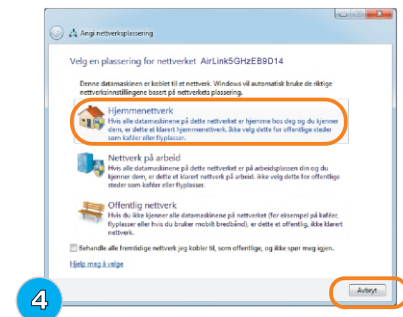 Angi nettverksplassering
Velg en plassering for nettverket AirLink5GHzEB9D14
Denne datamaskinen er koblet til et nettverk. Windows vil automatisk bruke de riktige
nettverksinnstillingene basert på nettverkets plassering.
Hjemmenettverk
Hvis alle datamaskinene på dette nettverket er hjemme hos deg og du kjenner
dem, er dette et klarert hjemmenettverk. Ikke velg dette for offentlige steder
som kafeer eller flyplasser.
Nettverk på arbeid
Hvis alle datamaskinene på dette nettverket er på arbeidsplassen din og du
kjenner dem, er dette et klarert nettverk på arbeid. Ikke velg dette for offentlige
steder som kafeer eller flyplasser.
Offentlig nettverk
Hvis du ikke kjenner alle datamaskinene på nettverket (for eksempel på kafeer,
flyplasser eller hvis du bruker mobilt bredbånd), er dette et offentlig, ikke klarert
nettverk.
Behandle alle fremtidige nettverk jeg kobler til, som offentlige, og ikke spør meg igjen.
Hjelp meg å velge
Avbryt
4